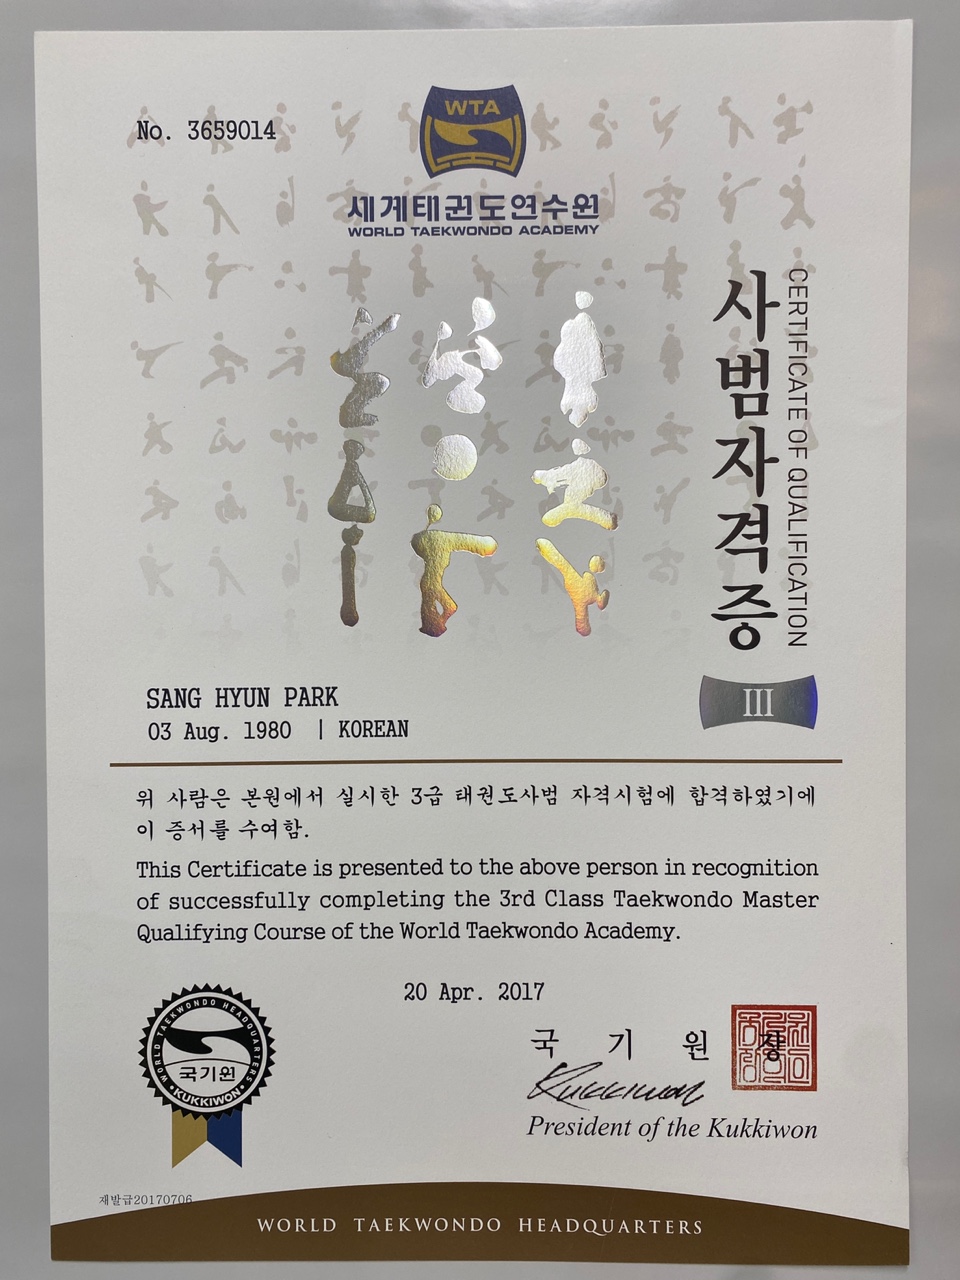 No. 3659014
WTA
세계태권도연수원
WORLD TAEKWONDO ACADEMY
사범자격증
CERTIFICATE OF QUALIFICATION
III
SANG HYUN PARK
03 Aug. 1980 | KOREAN
위 사람은 본원에서 실시한 3급 태권도사범 자격시험에 합격하였기에
이 증서를 수여함.
This Certificate is presented to the above person in recognition
of successfully completing the 3rd Class Taekwondo Master
Qualifying Course of the World Taekwondo Academy.
20 Apr. 2017
WORLD TAEKWONDO HEADQUARTERS
국기원
KUKKIWON
국 기 원 장
Kukkiwon
President of the Kukkiwon
재발급20170706
WORLD TAEKWONDO HEADQUARTERS